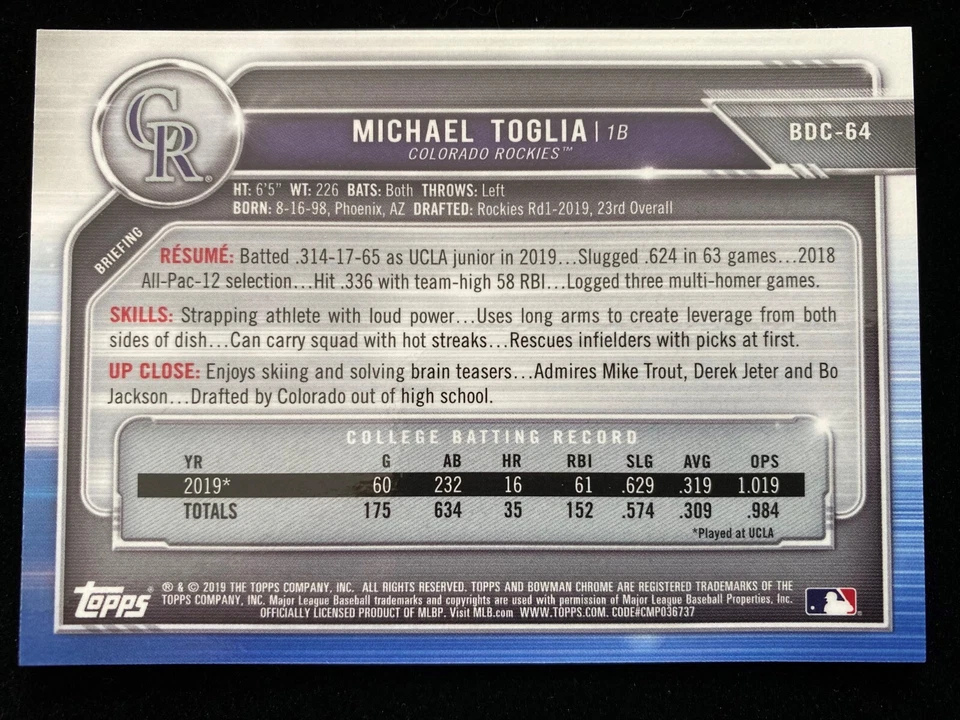 CR®
MICHAEL TOGLIA | 1B
COLORADO ROCKIES™
BDC-64
HT: 6'5" WT: 226 BATS: Both THROWS: Left
BORN: 8-16-98, Phoenix, AZ DRAFTED: Rockies Rd1-2019, 23rd Overall
BRIEFING
RÉSUMÉ: Batted .314-17-65 as UCLA junior in 2019...Slugged .624 in 63 games...2018
All-Pac-12 selection...Hit .336 with team-high 58 RBI...Logged three multi-homer games.
SKILLS: Strapping athlete with loud power...Uses long arms to create leverage from both
sides of dish...Can carry squad with hot streaks...Rescues infielders with picks at first.
UP CLOSE: Enjoys skiing and solving brain teasers...Admires Mike Trout, Derek Jeter and Bo
Jackson...Drafted by Colorado out of high school.
COLLEGE BATTING RECORD
YR G AB HR RBI SLG AVG OPS
2019* 60 232 16 61 .629 .319 1.019
TOTALS 175 634 35 152 .574 .309 .984
*Played at UCLA
topps®
® & © 2019 THE TOPPS COMPANY, INC. ALL RIGHTS RESERVED. TOPPS AND BOWMAN CHROME ARE REGISTERED TRADEMARKS OF THE
TOPPS COMPANY, INC. Major League Baseball trademarks and copyrights are used with permission of Major League Baseball Properties, Inc.
OFFICIALLY LICENSED PRODUCT OF MLBP. Visit MLB.com WWW.TOPPS.COM. CODE#CMP036737